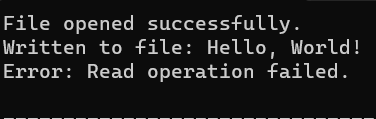 File opened successfully.
Written to file: Hello, World!
Error: Read operation failed.
--------------------------------